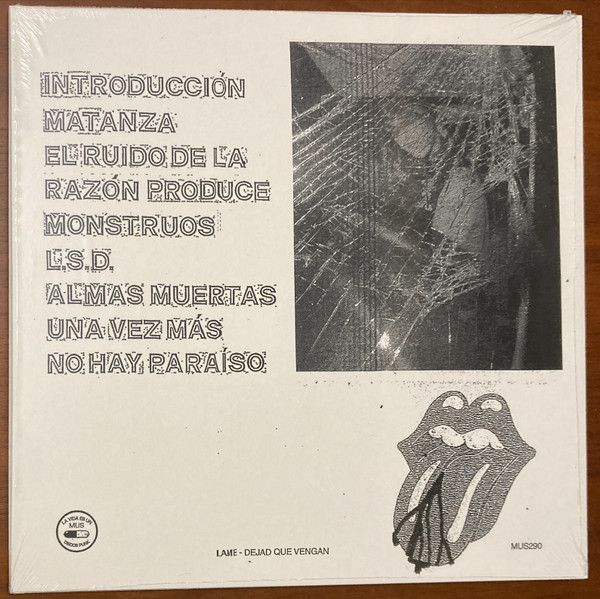 INTRODUCCIÓN
MATANZA
EL RUIDO DE LA
RAZÓN PRODUCE
MONSTRUOS
L.S.D.
ALMAS MUERTAS
UNA VEZ MÁS
NO HAY PARAÍSO
LA VIDA ES UN
MUS
DISCOS PUNK
LAME - DEJAD QUE VENGAN
MUS290